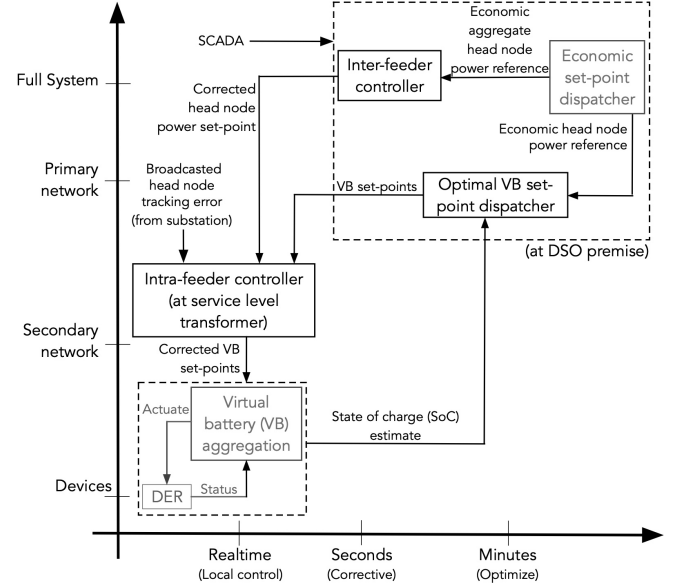 SCADA
Economic
aggregate
head node
power reference
Inter-feeder
controller
Economic
set-point
dispatcher
Full System
Corrected
head node
power set-point
Economic head node
power reference
Primary
network
Broadcasted
head node
tracking error
(from substation)
VB set-points
Optimal VB set-
point dispatcher
(at DSO premise)
Intra-feeder controller
(at service level
transformer)
Secondary
network
Corrected VB
set-points
Actuate
Virtual
battery (VB)
aggregation
State of charge (SoC)
estimate
Devices
DER
Status
Realtime
(Local control)
Seconds
(Corrective)
Minutes
(Optimize)